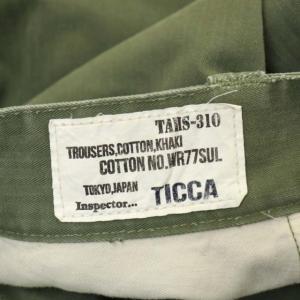 TAHS-310
TROUSERS,COTTON,KHAKI
COTTON NO.WR77SUL
TOKYO,JAPAN TICCA
Inspector...